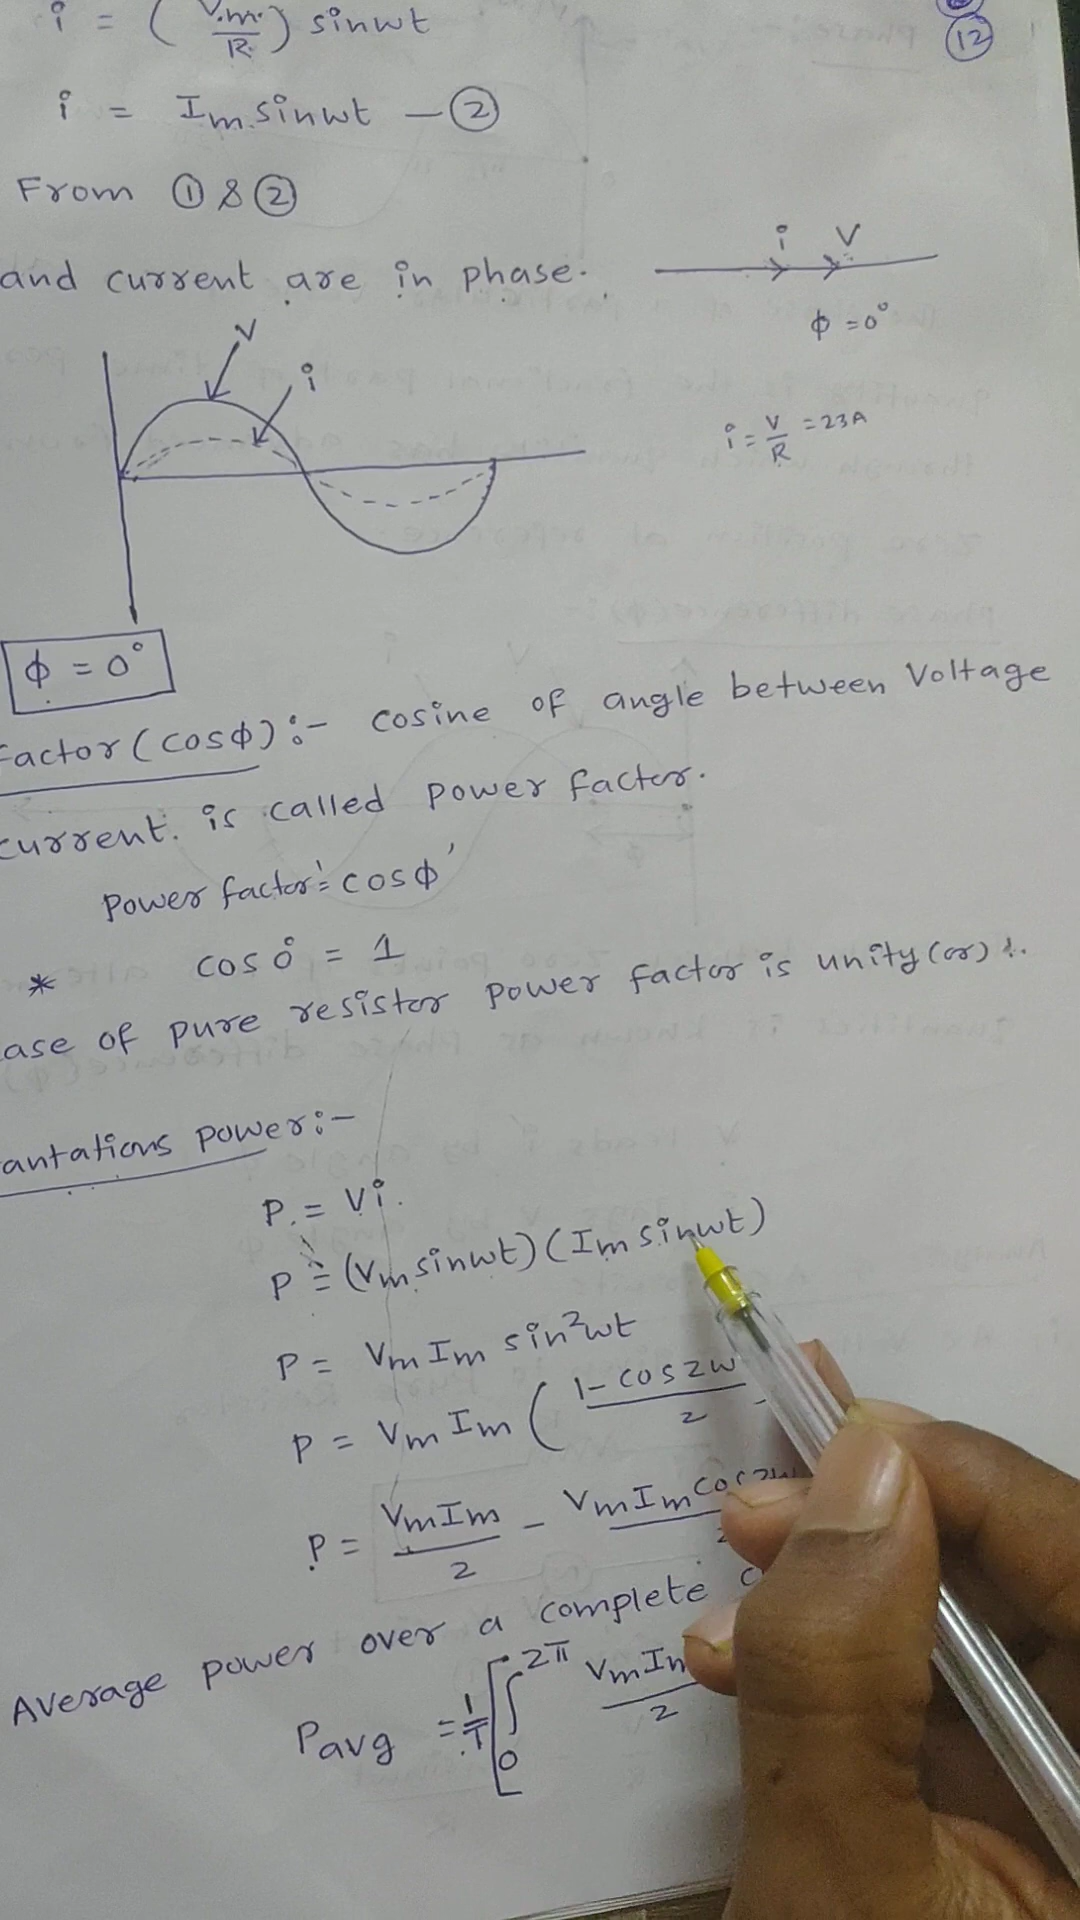 i = (Vm/R) sinwt
12
i = Im sinwt — ②
From ① & ②
and current are in phase.
i V
ϕ = 0°
V
i
i = V/R = 23A
ϕ = 0°
Factor (cosϕ) :- cosine of angle between Voltage
current. is called power factor.
Power factor = cosϕ
* cos 0° = 1
ase of pure resistor power factor is unity (or) 1.
antations power :-
P = Vi.
P = (Vm sinwt) (Im sinwt)
P = Vm Im sin²wt
P = Vm Im ( 1 - cos2w / 2
P = VmIm / 2 - VmIm cos2w / 2
Average power over a complete c
Pavg = 1/T [ ∫ 0 2π VmIm / 2